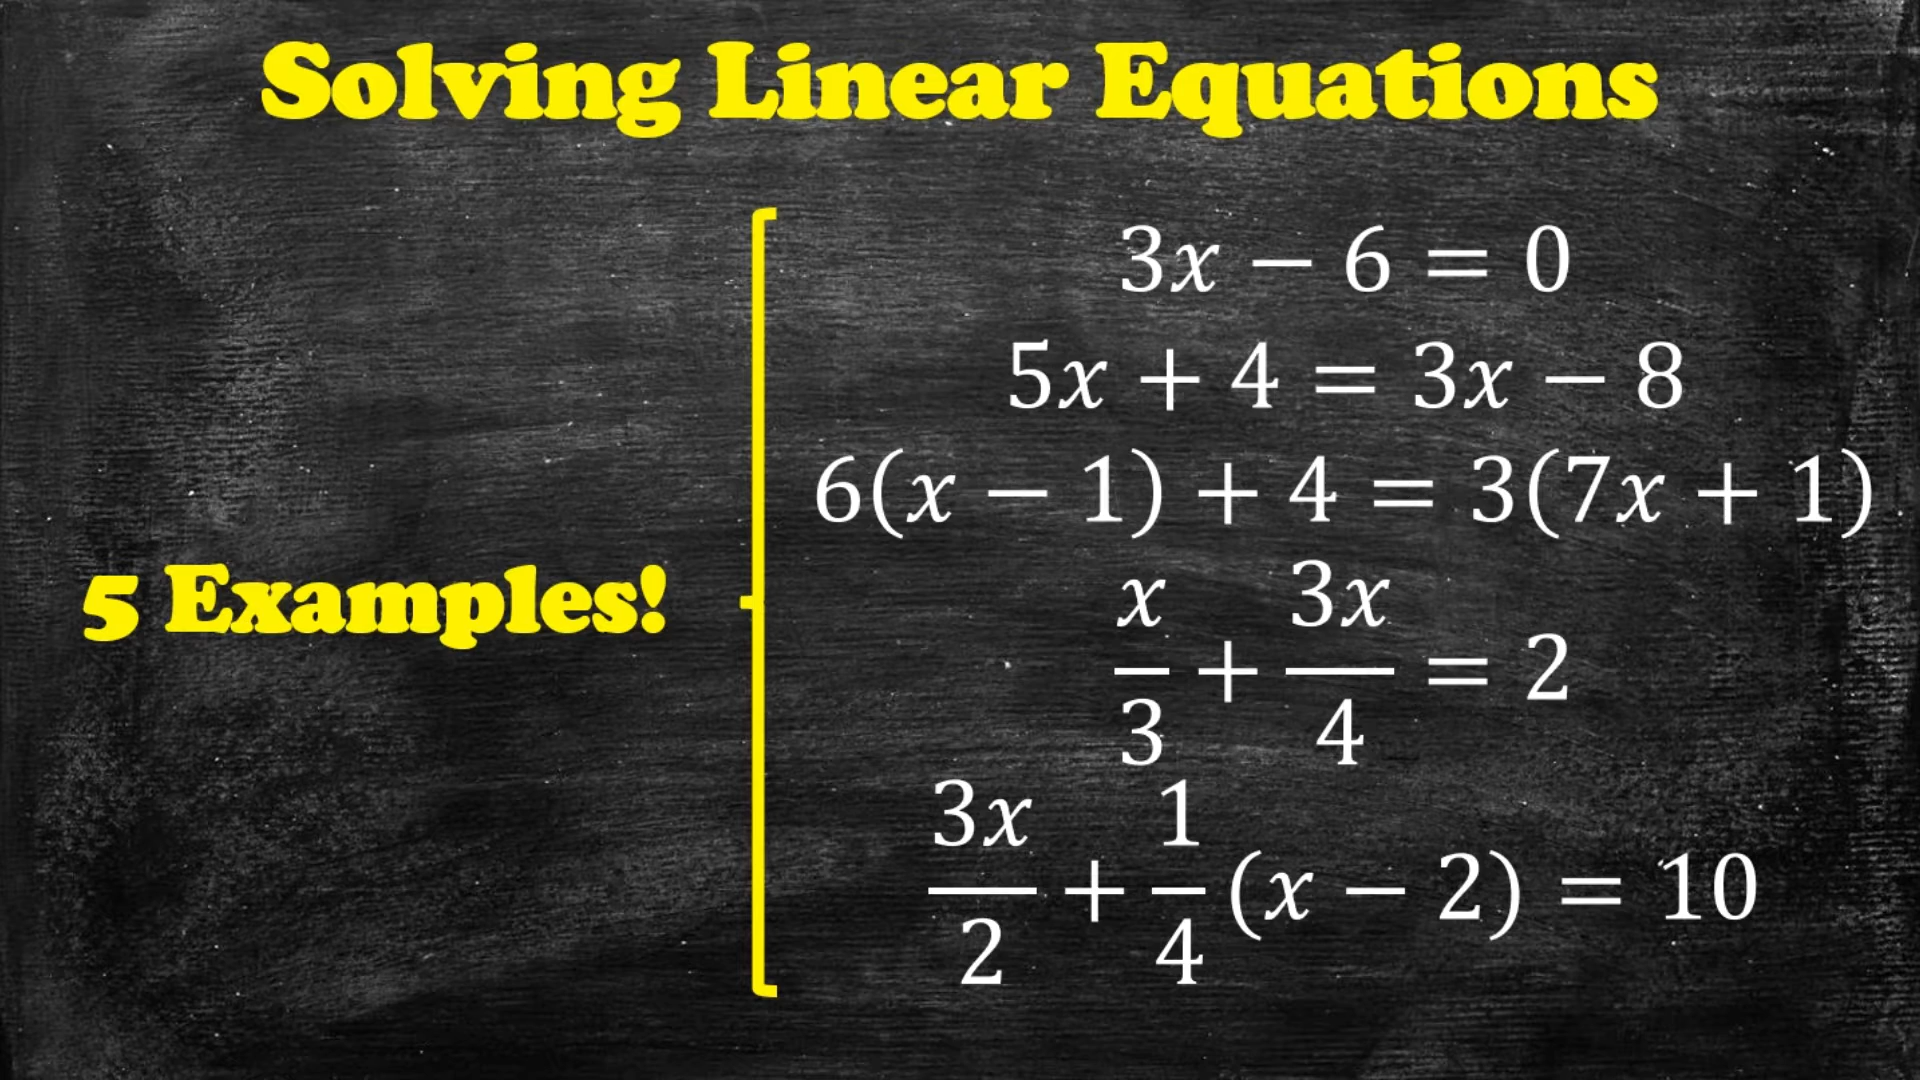 Solving Linear Equations
5 Examples!
3x − 6 = 0
5x + 4 = 3x − 8
6(x − 1) + 4 = 3(7x + 1)
x/3 + 3x/4 = 2
3x/2 + 1/4 (x − 2) = 10